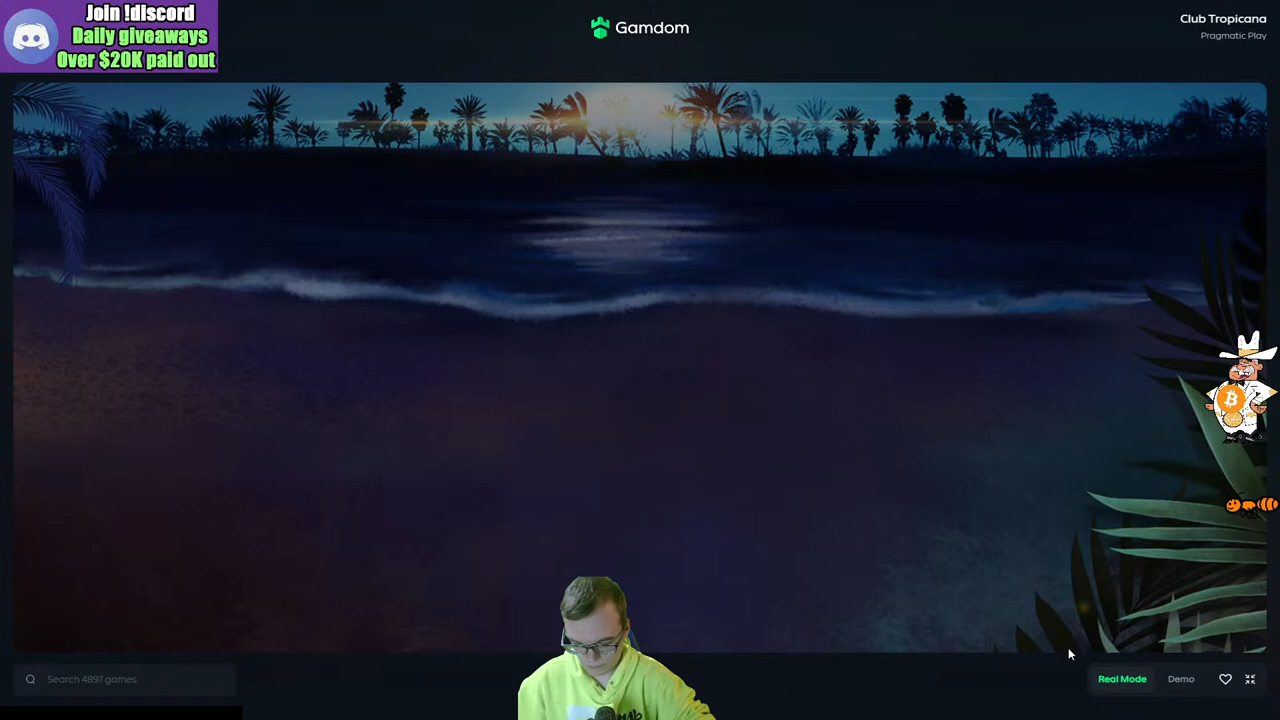 Join !discord
Daily giveaways
Over $20K paid out
Gamdom
Club Tropicana
Pragmatic Play
Search 4897 games
Real Mode
Demo